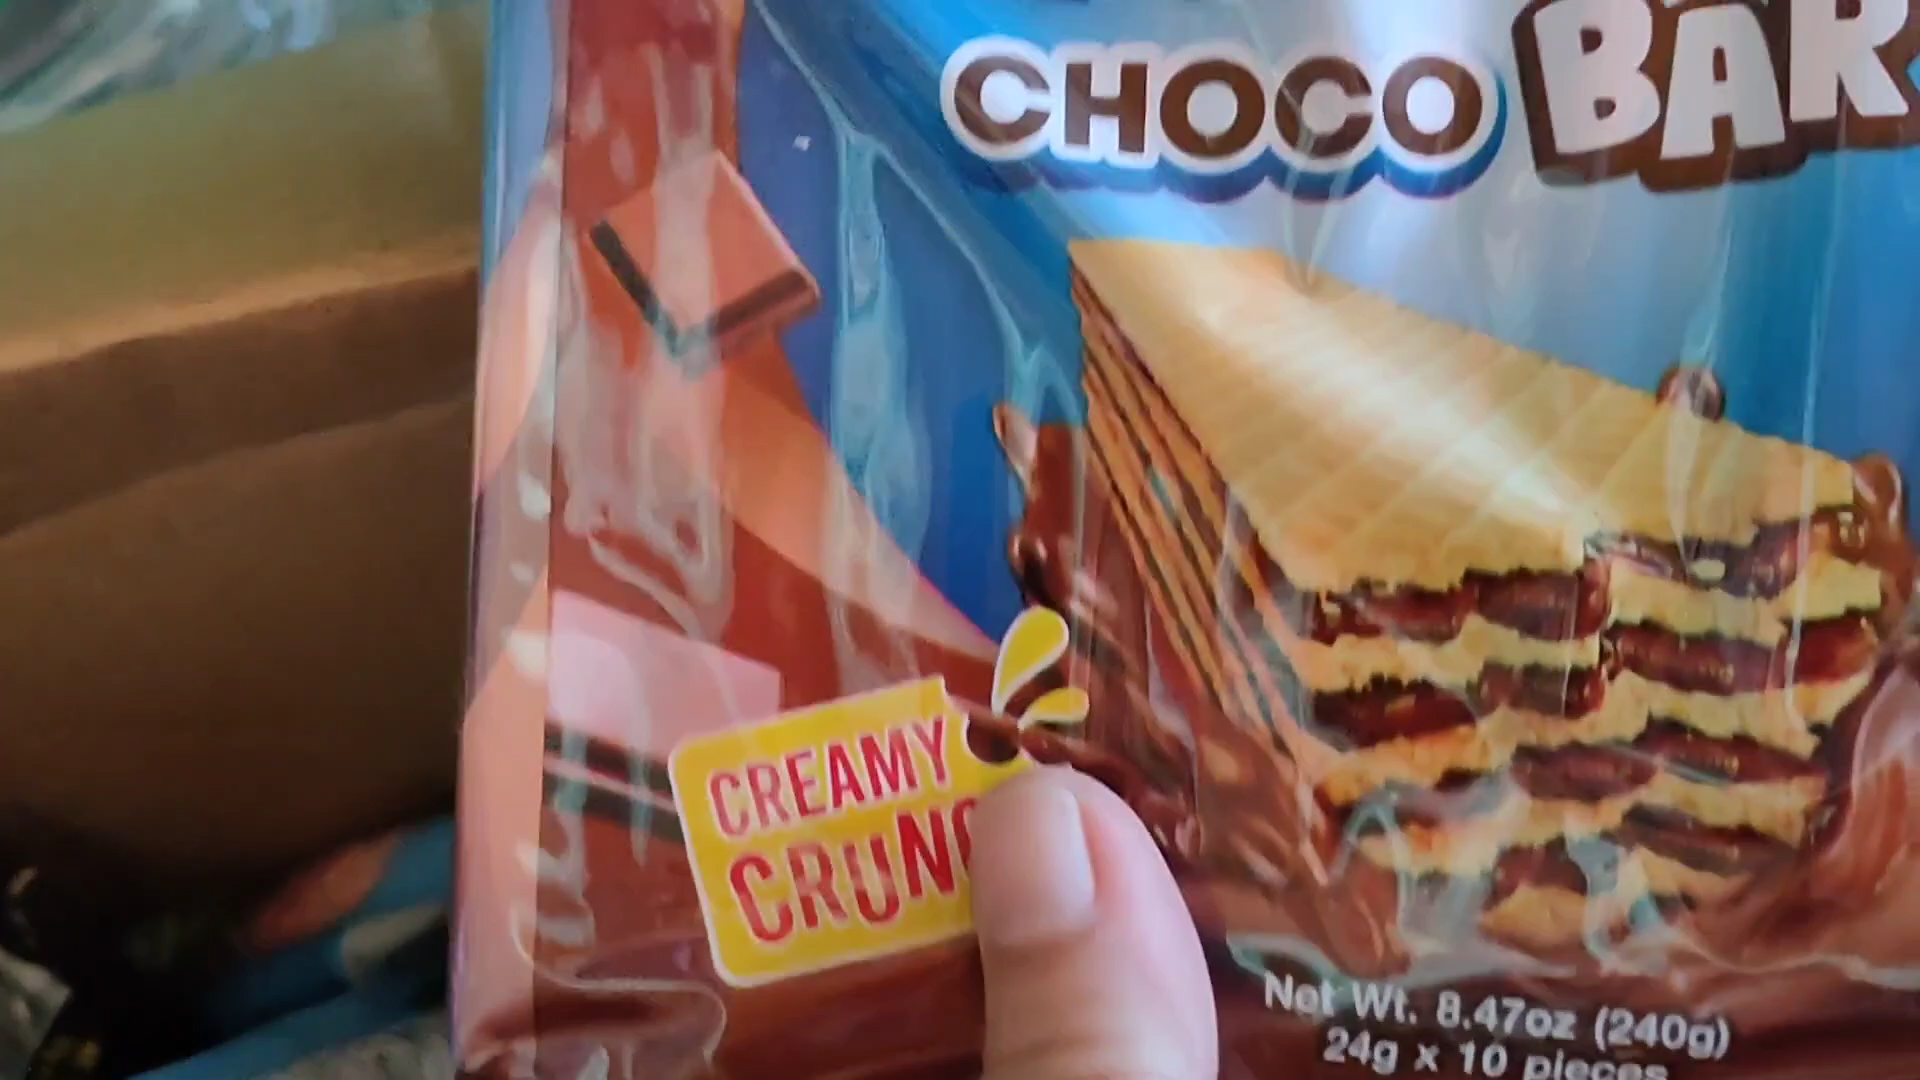 CHOCO BAR
CREAMY
CRUNC
Net Wt. 8.47oz (240g)
24g x 10 pieces